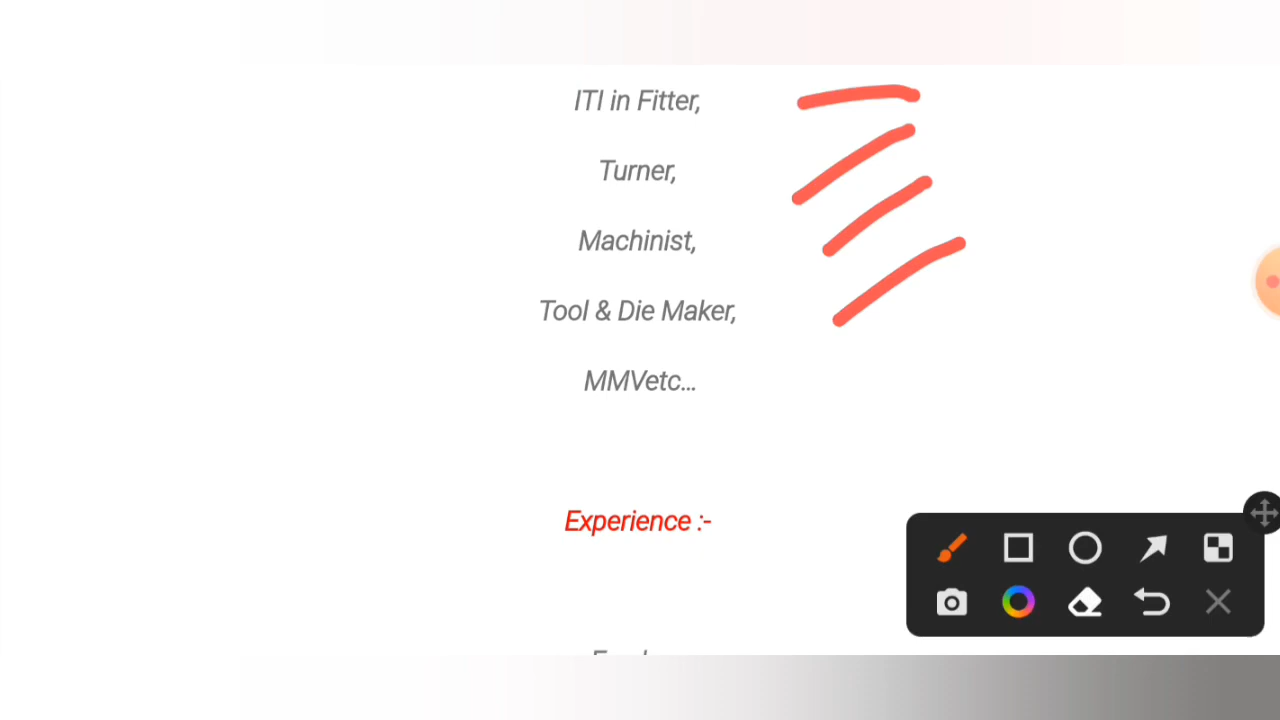 ITI in Fitter,
Turner,
Machinist,
Tool & Die Maker,
MMVetc...
Experience :-